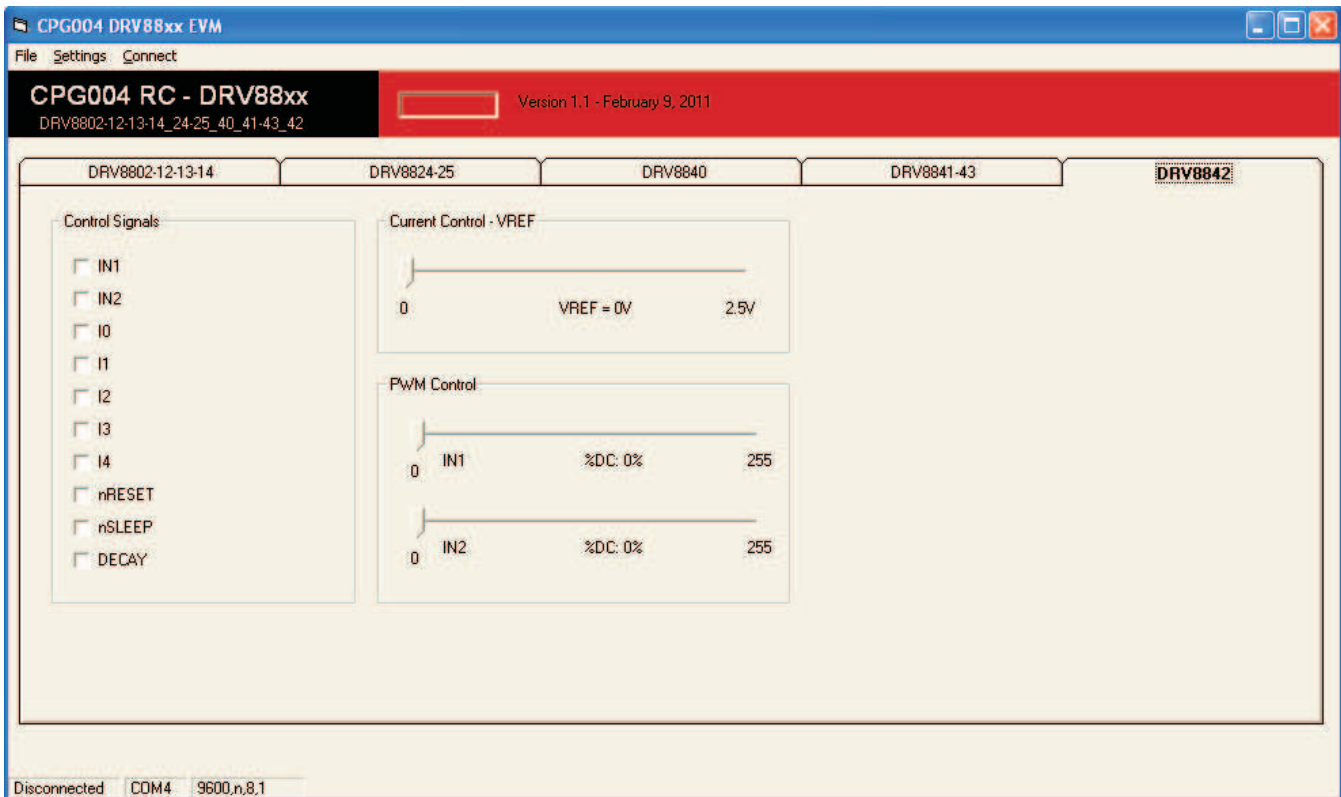 CPG004 DRV88xx EVM
File Settings Connect
CPG004 RC - DRV88xx
DRV8802-12-13-14_24-25_40_41-43_42
Version 1.1 - February 9, 2011
DRV8802-12-13-14
DRV8824-25
DRV8840
DRV8841-43
DRV8842
Control Signals
IN1
IN2
I0
I1
I2
I3
I4
nRESET
nSLEEP
DECAY
Current Control - VREF
0 VREF = 0V 2.5V
PWM Control
0 IN1 %DC: 0% 255
0 IN2 %DC: 0% 255
Disconnected COM4 9600,n,8,1